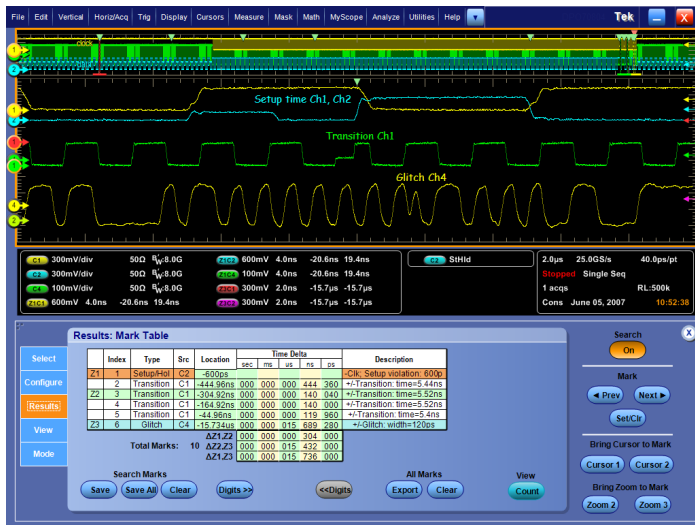 File Edit Vertical Horiz/Acq Trig Display Cursors Measure Mask Math MyScope Analyze Utilities Help Tek X
clock
Setup time Ch1, Ch2
Transition Ch1
Glitch Ch4
C1 300mV/div 50Ω BW:8.0G Z1C2 600mV 4.0ns -20.6ns 19.4ns C2 StHld 2.0µs 25.0GS/s 40.0ps/pt
C2 300mV/div 50Ω BW:8.0G Z1C4 100mV 4.0ns -20.6ns 19.4ns Stopped Single Seq
C4 100mV/div 50Ω BW:8.0G Z3C1 300mV 2.0ns -15.7µs -15.7µs 1 acqs RL:500k
Z1C1 600mV 4.0ns -20.6ns 19.4ns Z3C2 300mV 2.0ns -15.7µs -15.7µs Cons June 05, 2007 10:52:38
Results: Mark Table
Select
Configure
Results
View
Mode
Index Type Src Location Time Delta Description
sec ms us ns ps
Z1 1 Setup/Hol C2 -600ps -Clk; Setup violation: 600p
2 Transition C1 -444.96ns 000 000 000 444 360 +/-Transition: time=5.44ns
Z2 3 Transition C1 -304.92ns 000 000 000 140 040 +/-Transition: time=5.52ns
4 Transition C1 -164.92ns 000 000 000 140 000 +/-Transition: time=5.52ns
5 Transition C1 -44.96ns 000 000 000 119 960 +/-Transition: time=5.4ns
Z3 6 Glitch C4 -15.734us 000 000 015 689 280 +/-Glitch: width=120ps
ΔZ1,Z2 000 000 000 304 000
Total Marks: 10 ΔZ2,Z3 000 000 015 432 000
ΔZ1,Z3 000 000 015 736 000
Search Marks
Save Save All Clear Digits >> <<Digits
All Marks
Export Clear
View
Count
Search
On
X
Mark
Prev Next
Set/Clr
Bring Cursor to Mark
Cursor 1 Cursor 2
Bring Zoom to Mark
Zoom 2 Zoom 3